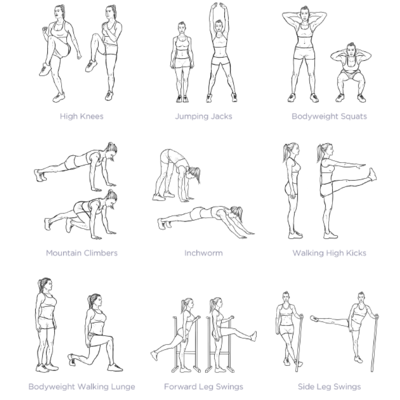 High Knees
Jumping Jacks
Bodyweight Squats
Mountain Climbers
Inchworm
Walking High Kicks
Bodyweight Walking Lunge
Forward Leg Swings
Side Leg Swings